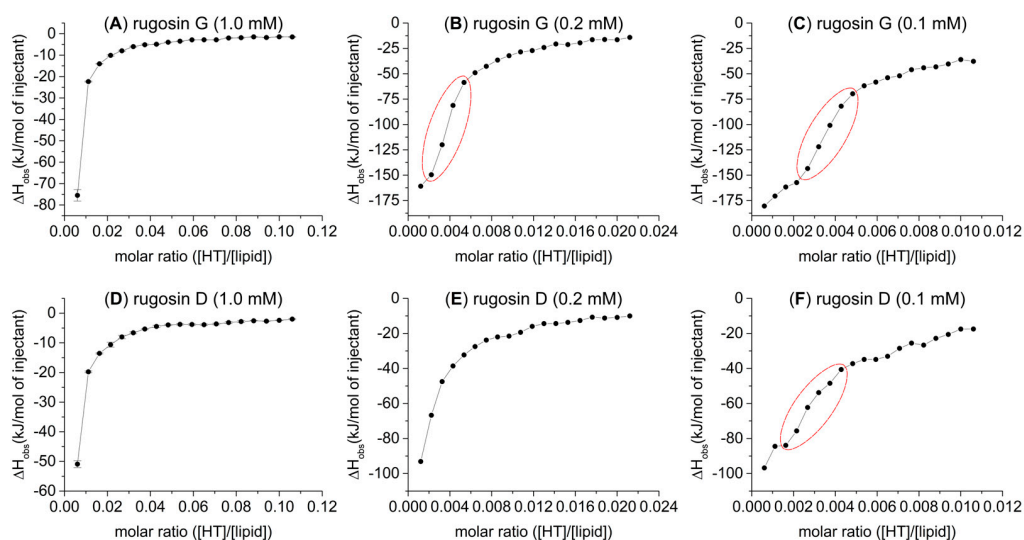 (A) rugosin G (1.0 mM)
0
-10
-20
-30
-40
-50
-60
-70
-80
ΔHobs(kJ/mol of injectant)
0.00 0.02 0.04 0.06 0.08 0.10 0.12
molar ratio ([HT]/[lipid])
(B) rugosin G (0.2 mM)
0
-25
-50
-75
-100
-125
-150
-175
ΔHobs(kJ/mol of injectant)
0.000 0.004 0.008 0.012 0.016 0.020 0.024
molar ratio ([HT]/[lipid])
(C) rugosin G (0.1 mM)
0
-25
-50
-75
-100
-125
-150
-175
ΔHobs(kJ/mol of injectant)
0.000 0.002 0.004 0.006 0.008 0.010 0.012
molar ratio ([HT]/[lipid])
(D) rugosin D (1.0 mM)
0
-10
-20
-30
-40
-50
-60
ΔHobs(kJ/mol of injectant)
0.00 0.02 0.04 0.06 0.08 0.10 0.12
molar ratio ([HT]/[lipid])
(E) rugosin D (0.2 mM)
0
-20
-40
-60
-80
-100
ΔHobs(kJ/mol of injectant)
0.000 0.004 0.008 0.012 0.016 0.020 0.024
molar ratio ([HT]/[lipid])
(F) rugosin D (0.1 mM)
0
-20
-40
-60
-80
-100
ΔHobs(kJ/mol of injectant)
0.000 0.002 0.004 0.006 0.008 0.010 0.012
molar ratio ([HT]/[lipid])